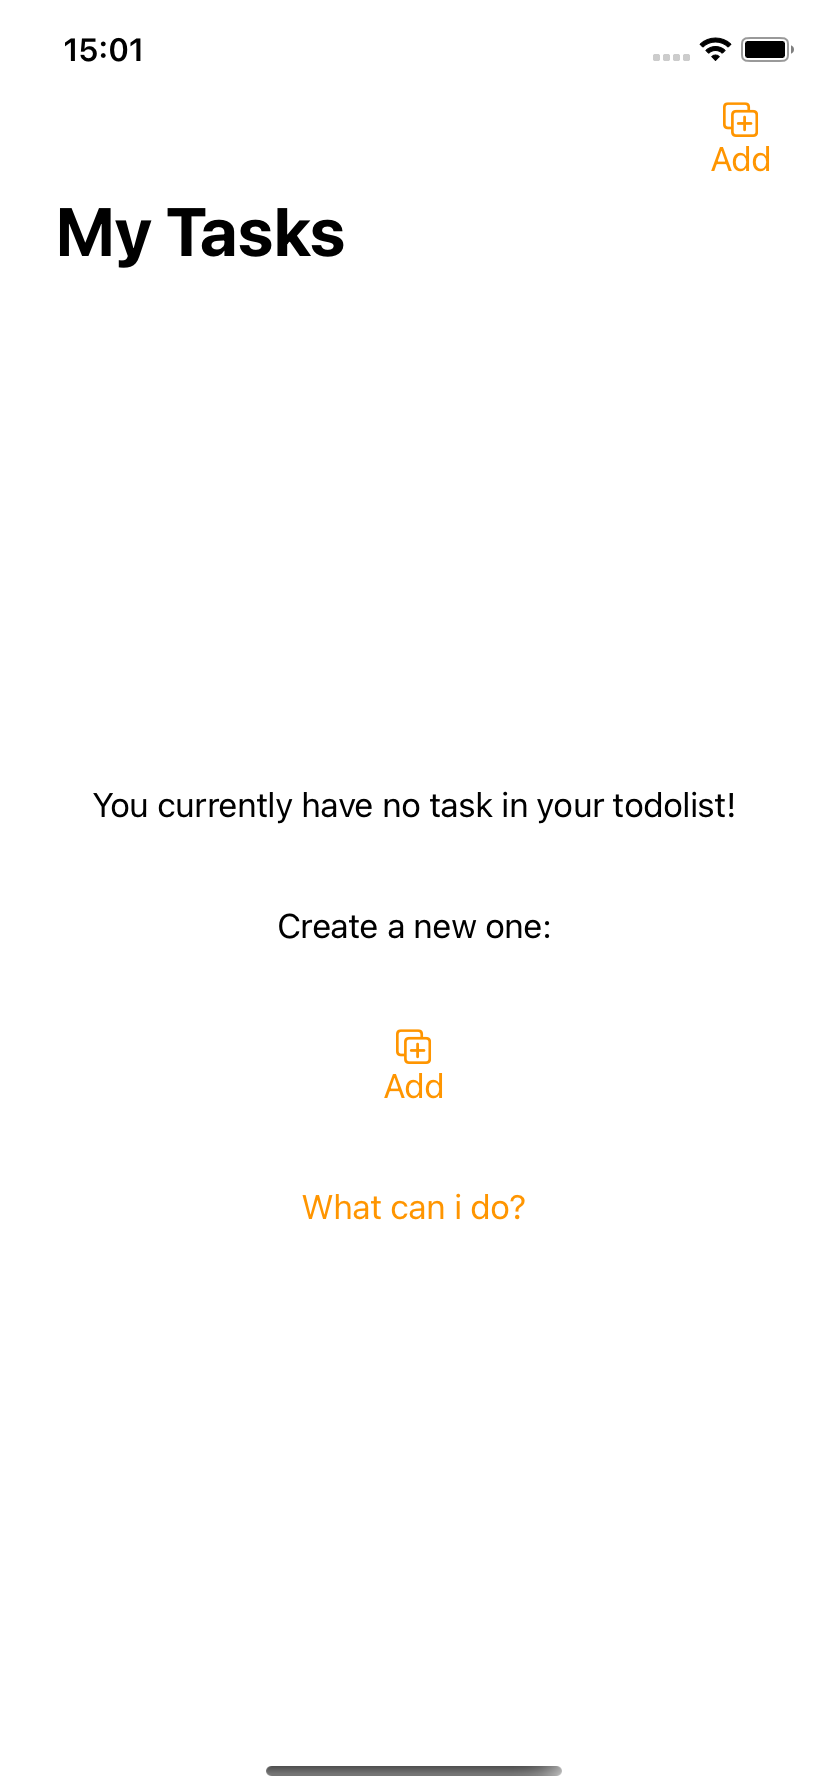 15:01
Add
My Tasks
You currently have no task in your todolist!
Create a new one:
Add
What can i do?